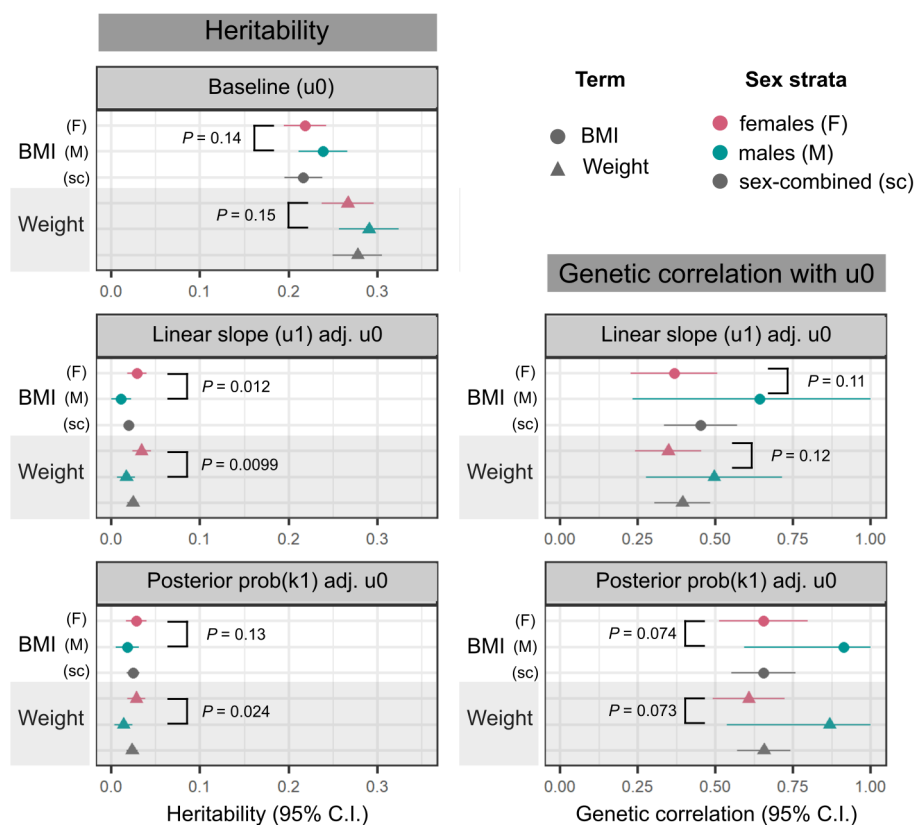 Heritability
Baseline (u0)
(F)
BMI (M)
(sc)
Weight
P = 0.14
P = 0.15
0.0 0.1 0.2 0.3
Term
BMI
Weight
Sex strata
females (F)
males (M)
sex-combined (sc)
Genetic correlation with u0
Linear slope (u1) adj. u0
(F)
BMI (M)
(sc)
Weight
P = 0.012
P = 0.0099
0.0 0.1 0.2 0.3
Linear slope (u1) adj. u0
(F)
BMI (M)
(sc)
Weight
P = 0.11
P = 0.12
0.00 0.25 0.50 0.75 1.00
Posterior prob(k1) adj. u0
(F)
BMI (M)
(sc)
Weight
P = 0.13
P = 0.024
0.0 0.1 0.2 0.3
Heritability (95% C.I.)
Posterior prob(k1) adj. u0
(F)
BMI (M)
(sc)
Weight
P = 0.074
P = 0.073
0.00 0.25 0.50 0.75 1.00
Genetic correlation (95% C.I.)